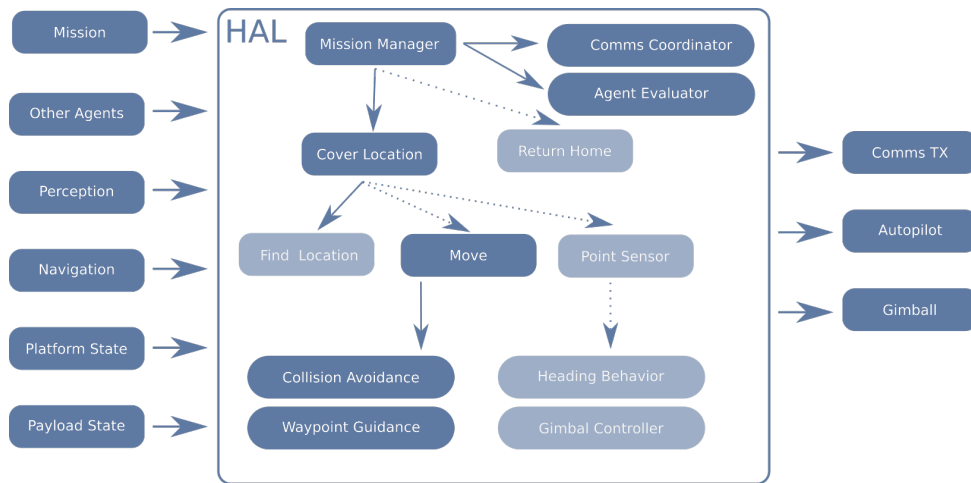 Mission
Other Agents
Perception
Navigation
Platform State
Payload State
HAL
Mission Manager
Comms Coordinator
Agent Evaluator
Cover Location
Return Home
Find Location
Move
Point Sensor
Collision Avoidance
Heading Behavior
Waypoint Guidance
Gimbal Controller
Comms TX
Autopilot
Gimball